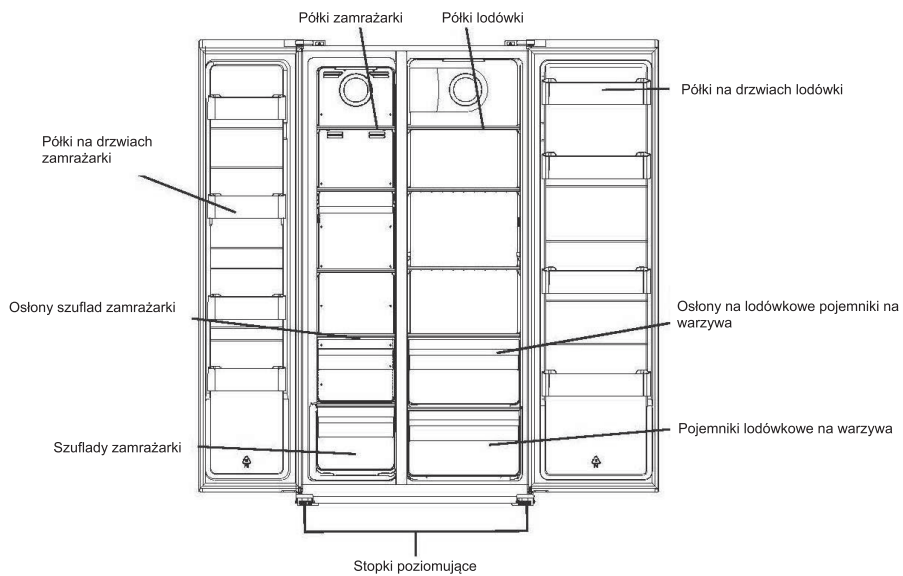 Półki zamrażarki
Półki lodówki
Półki na drzwiach lodówki
Półki na drzwiach
zamrażarki
Osłony szuflad zamrażarki
Osłony na lodówkowe pojemniki na
warzywa
Szuflady zamrażarki
Pojemniki lodówkowe na warzywa
Stopki poziomujące